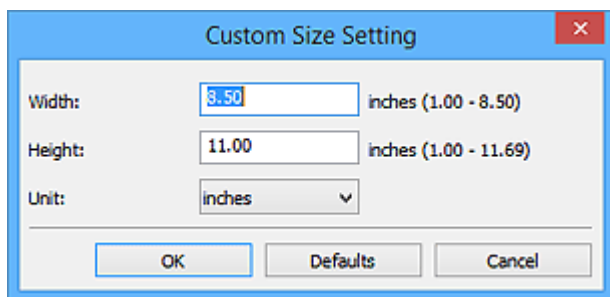 Custom Size Setting
Width: 8.50 inches (1.00 - 8.50)
Height: 11.00 inches (1.00 - 11.69)
Unit: inches
OK Defaults Cancel